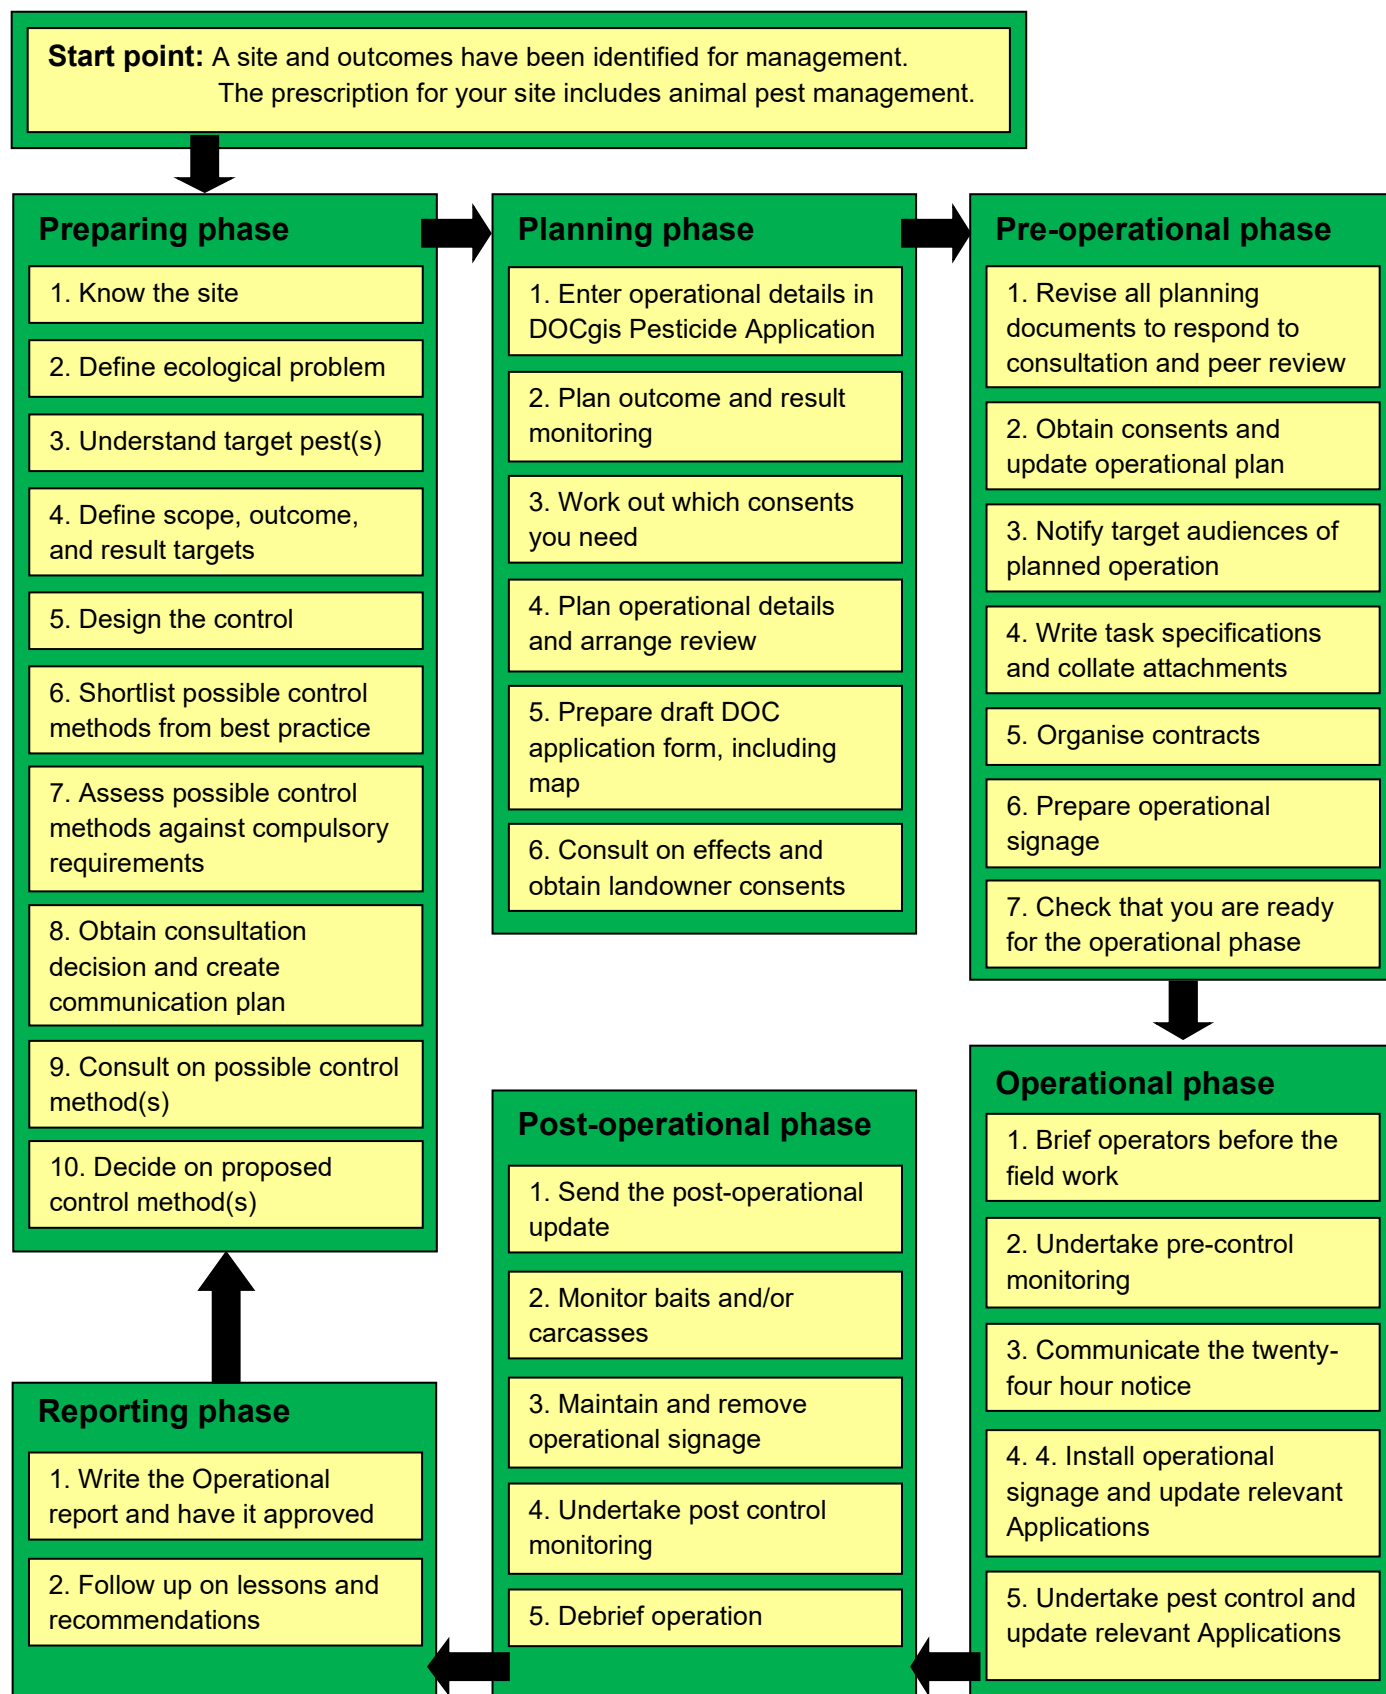 Start point: A site and outcomes have been identified for management.
The prescription for your site includes animal pest management.
Preparing phase
1. Know the site
2. Define ecological problem
3. Understand target pest(s)
4. Define scope, outcome,
and result targets
5. Design the control
6. Shortlist possible control
methods from best practice
7. Assess possible control
methods against compulsory
requirements
8. Obtain consultation
decision and create
communication plan
9. Consult on possible control
method(s)
10. Decide on proposed
control method(s)
Planning phase
1. Enter operational details in
DOCgis Pesticide Application
2. Plan outcome and result
monitoring
3. Work out which consents
you need
4. Plan operational details
and arrange review
5. Prepare draft DOC
application form, including
map
6. Consult on effects and
obtain landowner consents
Pre-operational phase
1. Revise all planning
documents to respond to
consultation and peer review
2. Obtain consents and
update operational plan
3. Notify target audiences of
planned operation
4. Write task specifications
and collate attachments
5. Organise contracts
6. Prepare operational
signage
7. Check that you are ready
for the operational phase
Operational phase
1. Brief operators before the
field work
2. Undertake pre-control
monitoring
3. Communicate the twenty-
four hour notice
4. 4. Install operational
signage and update relevant
Applications
5. Undertake pest control and
update relevant Applications
Post-operational phase
1. Send the post-operational
update
2. Monitor baits and/or
carcasses
3. Maintain and remove
operational signage
4. Undertake post control
monitoring
5. Debrief operation
Reporting phase
1. Write the Operational
report and have it approved
2. Follow up on lessons and
recommendations